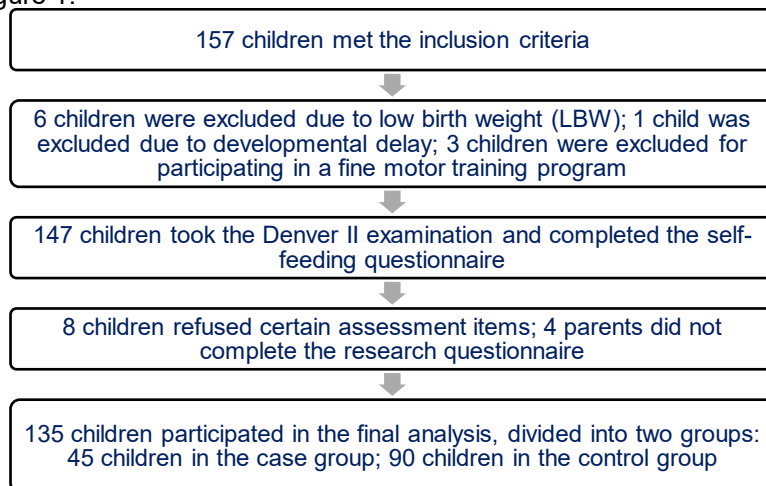 157 children met the inclusion criteria
6 children were excluded due to low birth weight (LBW); 1 child was
excluded due to developmental delay; 3 children were excluded for
participating in a fine motor training program
147 children took the Denver II examination and completed the self-
feeding questionnaire
8 children refused certain assessment items; 4 parents did not
complete the research questionnaire
135 children participated in the final analysis, divided into two groups:
45 children in the case group; 90 children in the control group